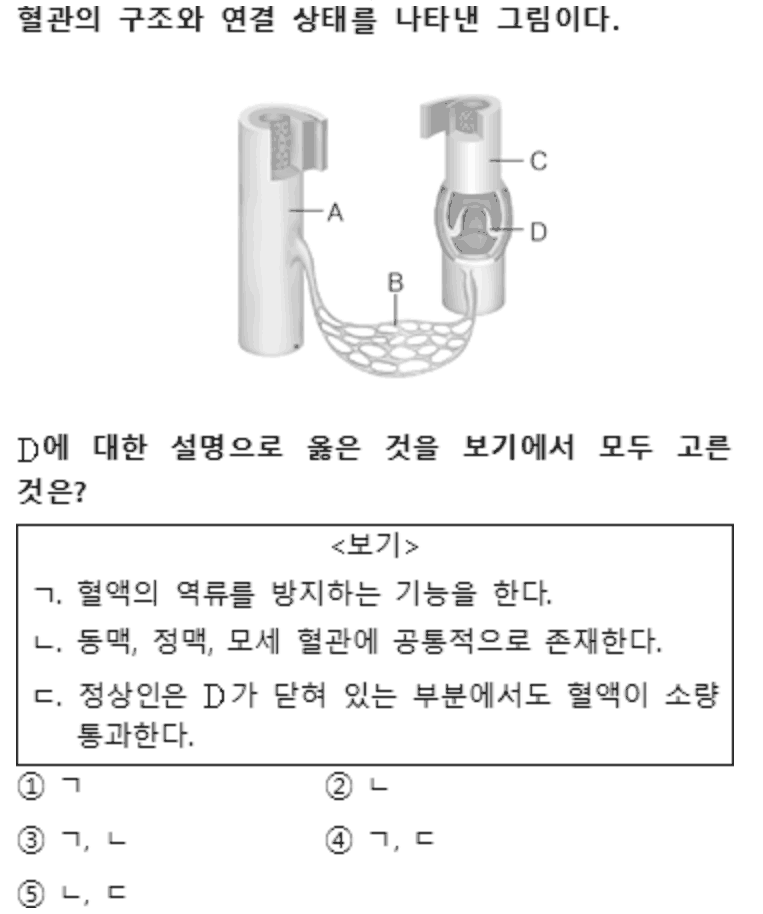 혈관의 구조와 연결 상태를 나타낸 그림이다.
A
B
C
D
D에 대한 설명으로 옳은 것을 보기에서 모두 고른
것은?
<보기>
ㄱ. 혈액의 역류를 방지하는 기능을 한다.
ㄴ. 동맥, 정맥, 모세 혈관에 공통적으로 존재한다.
ㄷ. 정상인은 D가 닫혀 있는 부분에서도 혈액이 소량
통과한다.
① ㄱ ② ㄴ
③ ㄱ, ㄴ ④ ㄱ, ㄷ
⑤ ㄴ, ㄷ